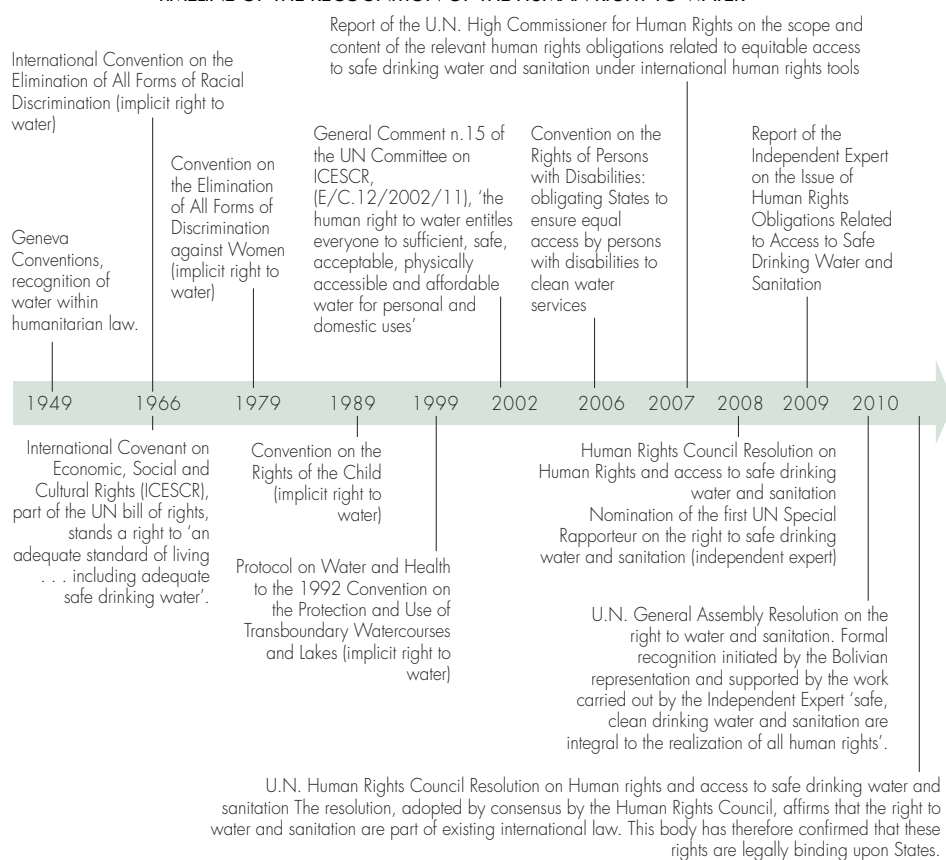 TIMELINE OF THE RECOGNITION OF THE HUMAN RIGHT TO WATER
Report of the U.N. High Commissioner for Human Rights on the scope and
content of the relevant human rights obligations related to equitable access
to safe drinking water and sanitation under international human rights tools
International Convention on the
Elimination of All Forms of Racial
Discrimination (implicit right to
water)
Geneva
Conventions,
recognition of
water within
humanitarian law.
Convention on
the Elimination
of All Forms of
Discrimination
against Women
(implicit right to
water)
General Comment n.15 of
the UN Committee on
ICESCR,
(E/C.12/2002/11), ‘the
human right to water entitles
everyone to sufficient, safe,
acceptable, physically
accessible and affordable
water for personal and
domestic uses’
Convention on the
Rights of Persons
with Disabilities:
obligating States to
ensure equal
access by persons
with disabilities to
clean water
services
Report of the
Independent Expert
on the Issue of
Human Rights
Obligations Related
to Access to Safe
Drinking Water and
Sanitation
1949 1966 1979 1989 1999 2002 2006 2007 2008 2009 2010
International Covenant on
Economic, Social and
Cultural Rights (ICESCR),
part of the UN bill of rights,
stands a right to ‘an
adequate standard of living
. . . including adequate
safe drinking water’.
Convention on the
Rights of the Child
(implicit right to
water)
Protocol on Water and Health
to the 1992 Convention on
the Protection and Use of
Transboundary Watercourses
and Lakes (implicit right to
water)
Human Rights Council Resolution on
Human Rights and access to safe drinking
water and sanitation
Nomination of the first UN Special
Rapporteur on the right to safe drinking
water and sanitation (independent expert)
U.N. General Assembly Resolution on the
right to water and sanitation. Formal
recognition initiated by the Bolivian
representation and supported by the work
carried out by the Independent Expert ‘safe,
clean drinking water and sanitation are
integral to the realization of all human rights’.
U.N. Human Rights Council Resolution on Human rights and access to safe drinking water and
sanitation The resolution, adopted by consensus by the Human Rights Council, affirms that the right to
water and sanitation are part of existing international law. This body has therefore confirmed that these
rights are legally binding upon States.